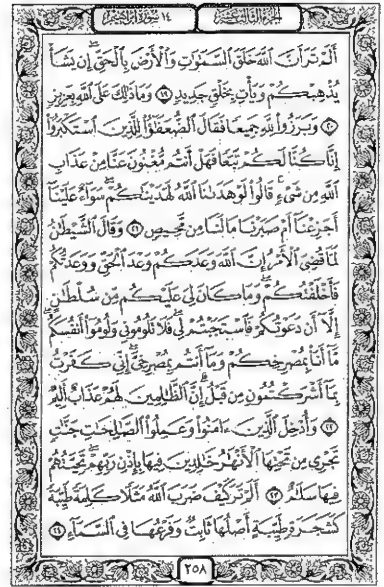 الجزء الثالث عشر ١٤ سورة إبراهيم
أَلَمْ تَرَ أَنَّ ٱللَّهَ خَلَقَ ٱلسَّمَٰوَٰتِ وَٱلْأَرْضَ بِٱلْحَقِّ ۚ إِن يَشَأْ
يُذْهِبْكُمْ وَيَأْتِ بِخَلْقٍ جَدِيدٍ ١٩ وَمَا ذَٰلِكَ عَلَى ٱللَّهِ بِعَزِيزٍ
٢٠ وَبَرَزُوا۟ لِلَّهِ جَمِيعًا فَقَالَ ٱلضُّعَفَٰٓؤُا۟ لِلَّذِينَ ٱسْتَكْبَرُوٓا۟
إِنَّا كُنَّا لَكُمْ تَبَعًا فَهَلْ أَنتُم مُّغْنُونَ عَنَّا مِنْ عَذَابِ
ٱللَّهِ مِن شَىْءٍ ۚ قَالُوا۟ لَوْ هَدَىٰنَا ٱللَّهُ لَهَدَيْنَٰكُمْ ۖ سَوَآءٌ عَلَيْنَآ
أَجَزِعْنَآ أَمْ صَبَرْنَا مَا لَنَا مِن مَّحِيصٍ ٢١ وَقَالَ ٱلشَّيْطَٰنُ
لَمَّا قُضِىَ ٱلْأَمْرُ إِنَّ ٱللَّهَ وَعَدَكُمْ وَعْدَ ٱلْحَقِّ وَوَعَدتُّكُمْ
فَأَخْلَفْتُكُمْ ۖ وَمَا كَانَ لِىَ عَلَيْكُم مِّن سُلْطَٰنٍ
إِلَّآ أَن دَعَوْتُكُمْ فَٱسْتَجَبْتُمْ لِى ۖ فَلَا تَلُومُونِى وَلُومُوٓا۟ أَنفُسَكُم ۖ
مَّآ أَنَا۠ بِمُصْرِخِكُمْ وَمَآ أَنتُم بِمُصْرِخِىَّ ۖ إِنِّى كَفَرْتُ
بِمَآ أَشْرَكْتُمُونِ مِن قَبْلُ ۗ إِنَّ ٱلظَّٰلِمِينَ لَهُمْ عَذَابٌ أَلِيمٌ
٢٢ وَأُدْخِلَ ٱلَّذِينَ ءَامَنُوا۟ وَعَمِلُوا۟ ٱلصَّٰلِحَٰتِ جَنَّٰتٍ
تَجْرِى مِن تَحْتِهَا ٱلْأَنْهَٰرُ خَٰلِدِينَ فِيهَا بِإِذْنِ رَبِّهِمْ ۖ تَحِيَّتُهُمْ
فِيهَا سَلَٰمٌ ٢٣ أَلَمْ تَرَ كَيْفَ ضَرَبَ ٱللَّهُ مَثَلًا كَلِمَةً طَيِّبَةً
كَشَجَرَةٍ طَيِّبَةٍ أَصْلُهَا ثَابِتٌ وَفَرْعُهَا فِى ٱلسَّمَآءِ ٢٤
٢٥٨